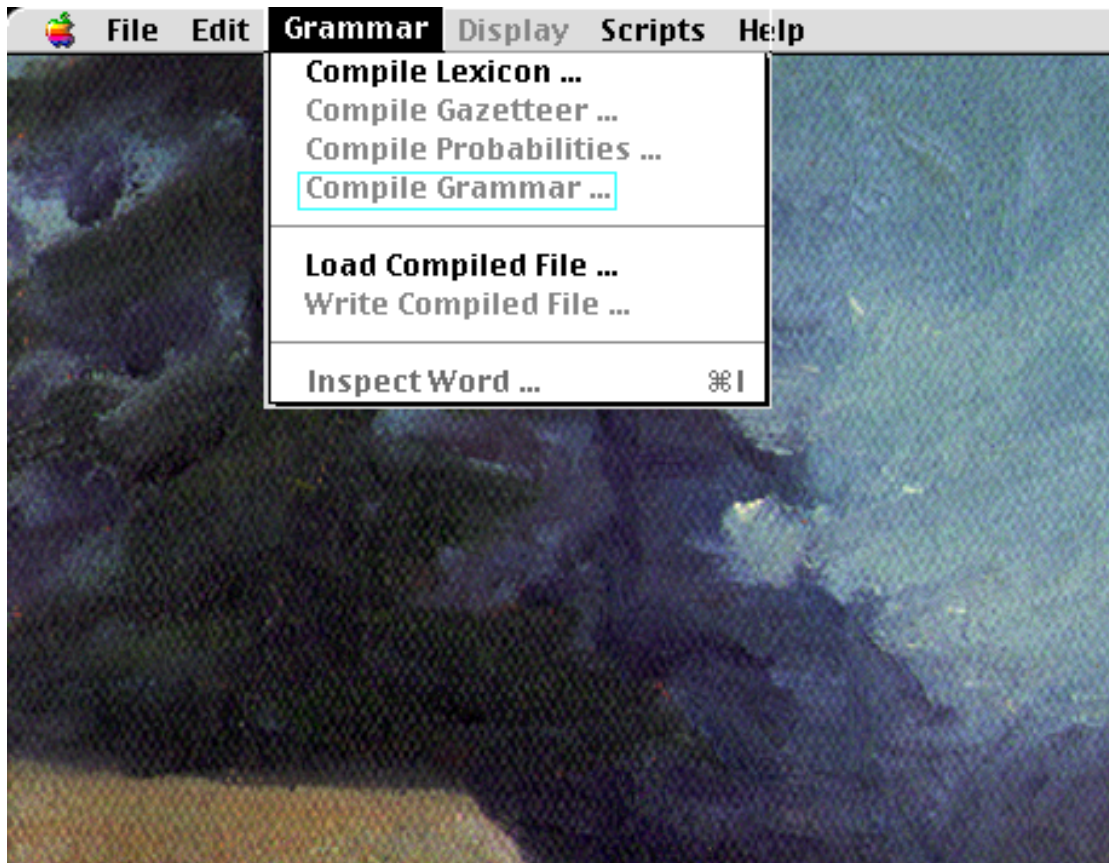 File Edit Grammar Display Scripts Help
Compile Lexicon ...
Compile Gazetteer ...
Compile Probabilities ...
Compile Grammar ...
Load Compiled File ...
Write Compiled File ...
Inspect Word ... ⌘I